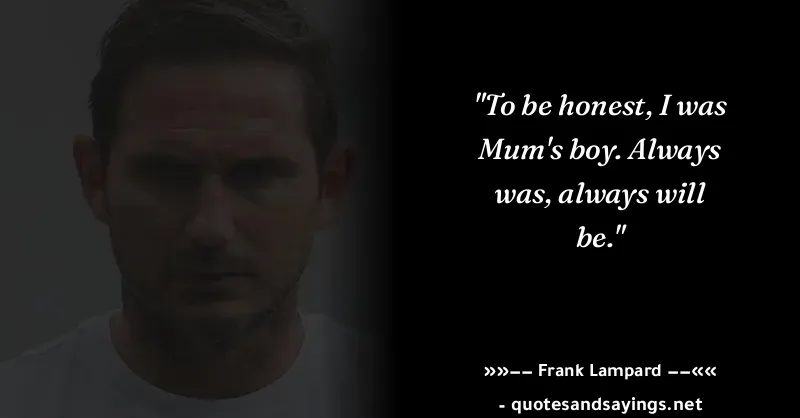 "To be honest, I was
Mum's boy. Always
was, always will
be."
»»–– Frank Lampard ––««
- quotesandsayings.net